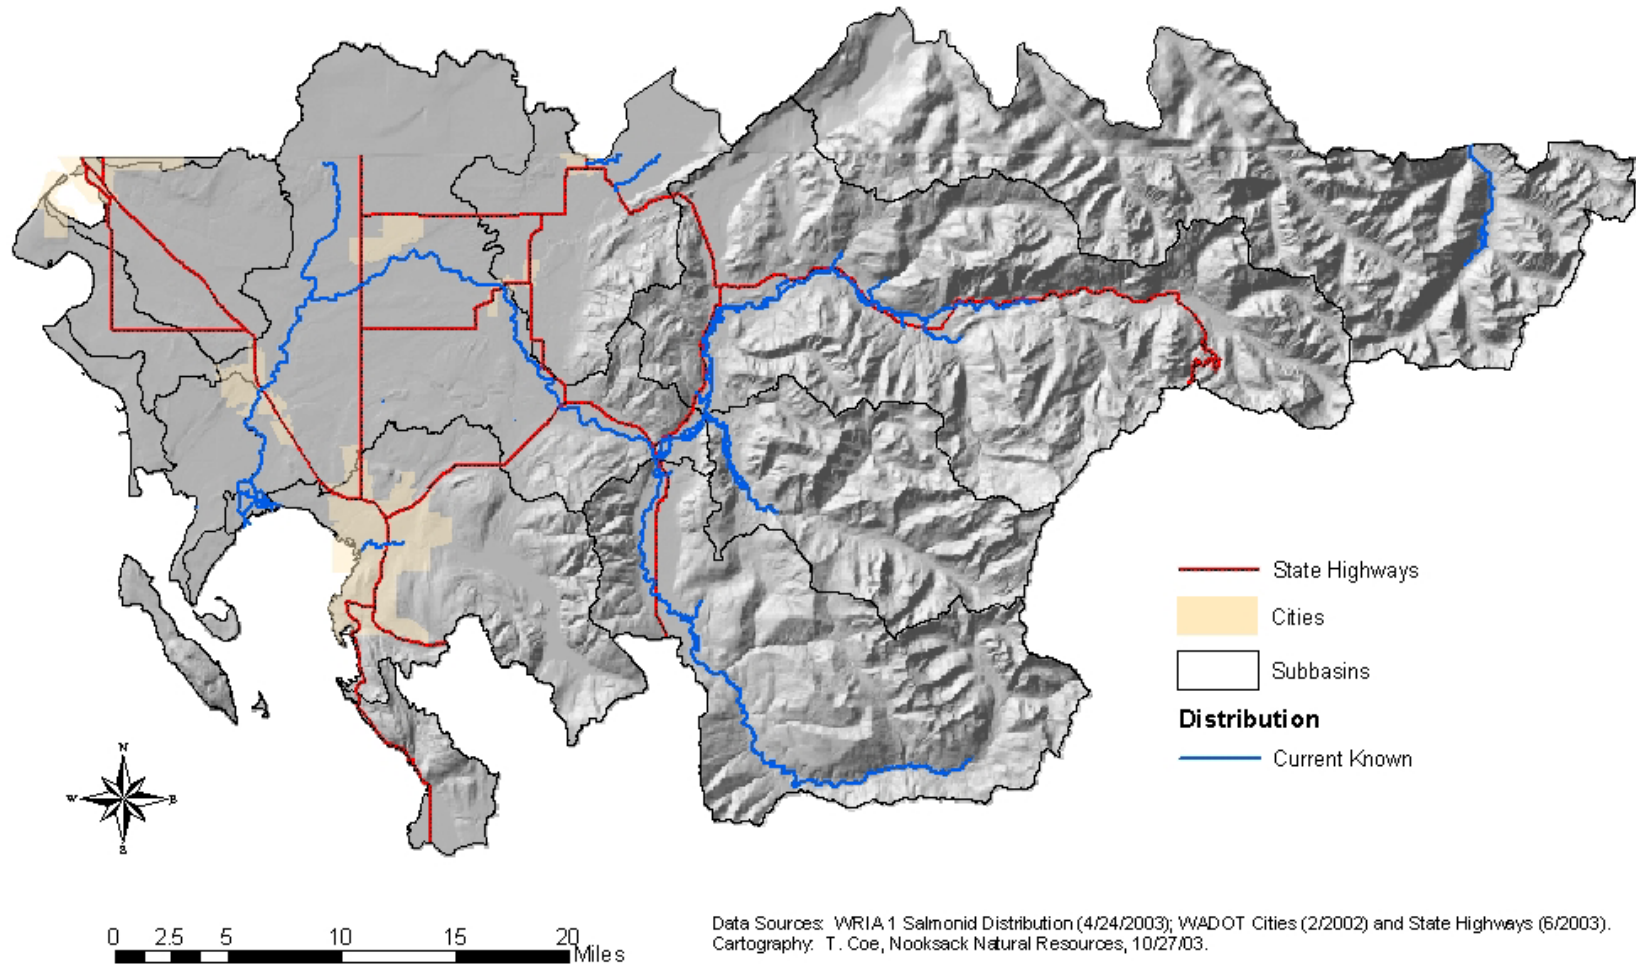 State Highways
Cities
Subbasins
Distribution
Current Known
N
W E
S
0 2.5 5 10 15 20
Miles
Data Sources: WRIA 1 Salmonid Distribution (4/24/2003); WADOT Cities (2/2002) and State Highways (6/2003).
Cartography: T. Coe, Nooksack Natural Resources, 10/27/03.